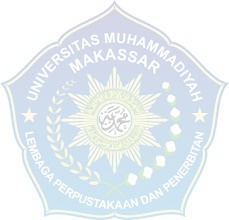 UNIVERSITAS MUHAMMADIYAH
MAKASSAR
LEMBAGA PERPUSTAKAAN DAN PENERBITAN